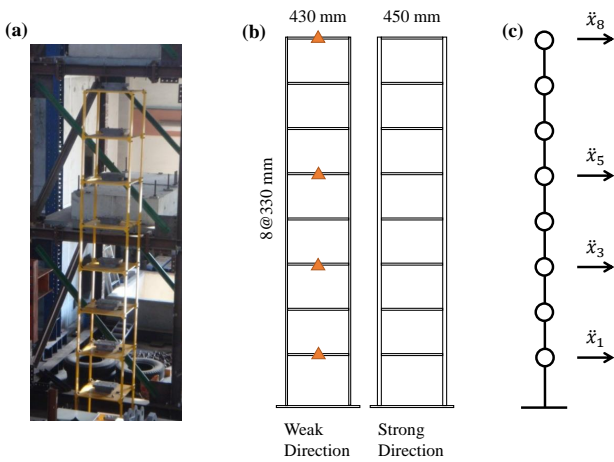 (a)
(b)
430 mm
450 mm
(c)
8@330 mm
ẍ₈
ẍ₅
ẍ₃
ẍ₁
Weak
Direction
Strong
Direction